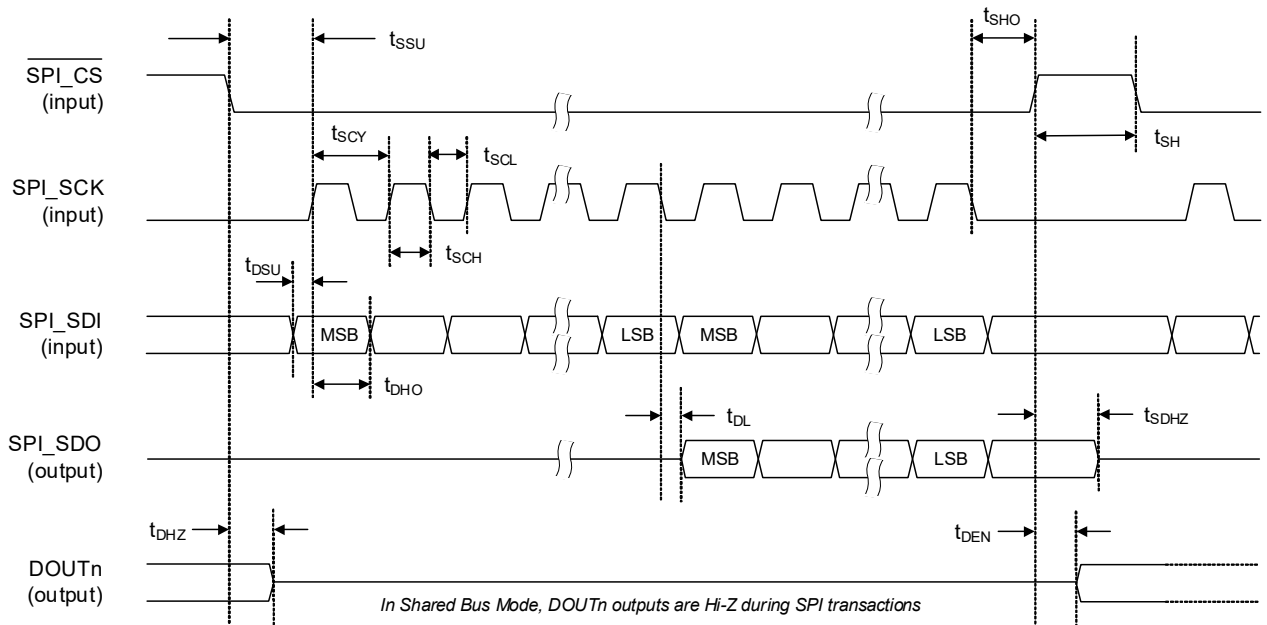 tSSU
tSHO
SPI_CS
(input)
tSH
tSCY
tSCL
SPI_SCK
(input)
tSCH
tDSU
SPI_SDI
(input)
MSB
LSB
MSB
LSB
tDHO
tDL
tSDHZ
SPI_SDO
(output)
MSB
LSB
tDHZ
tDEN
DOUTn
(output)
In Shared Bus Mode, DOUTn outputs are Hi-Z during SPI transactions